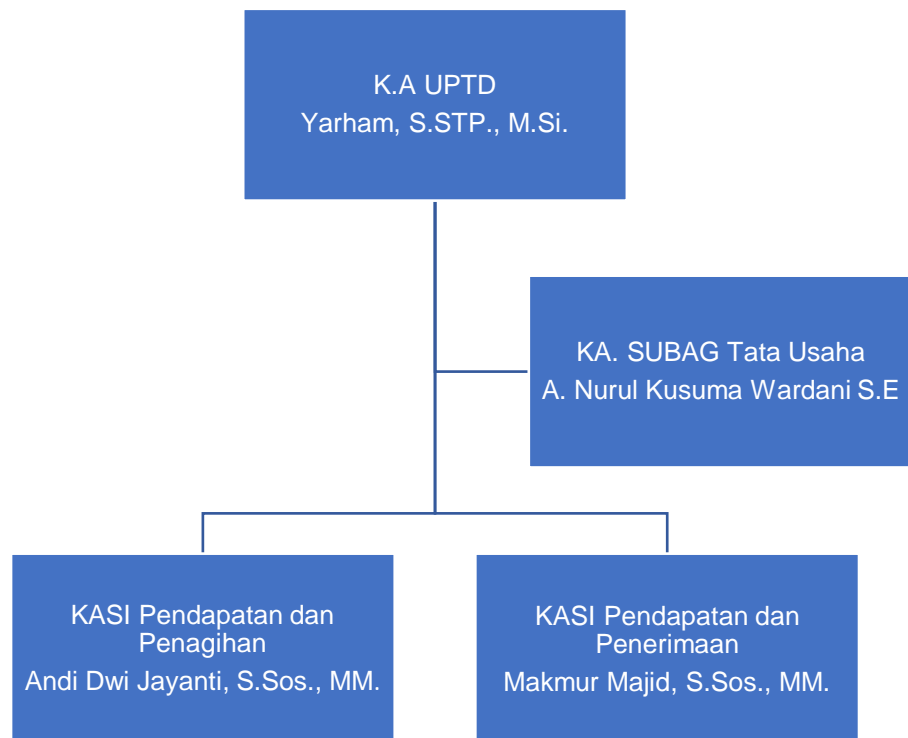 K.A UPTD
Yarham, S.STP., M.Si.
KA. SUBAG Tata Usaha
A. Nurul Kusuma Wardani S.E
KASI Pendapatan dan
Penagihan
Andi Dwi Jayanti, S.Sos., MM.
KASI Pendapatan dan
Penerimaan
Makmur Majid, S.Sos., MM.